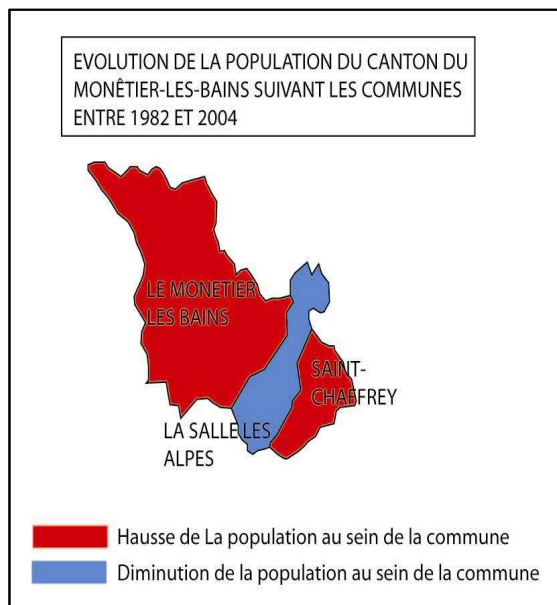 EVOLUTION DE LA POPULATION DU CANTON DU
MONÊTIER-LES-BAINS SUIVANT LES COMMUNES
ENTRE 1982 ET 2004
LE MONETIER
LES BAINS
SAINT-
CHAFFREY
LA SALLE LES
ALPES
Hausse de La population au sein de la commune
Diminution de la population au sein de la commune